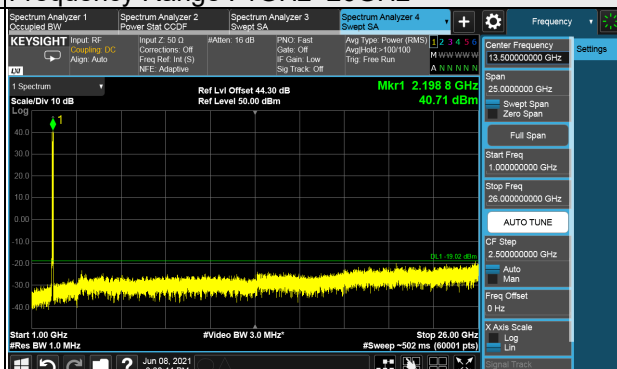 Spectrum Analyzer 1
Occupied BW
Spectrum Analyzer 2
Power Stat CCDF
Spectrum Analyzer 3
Swept SA
Spectrum Analyzer 4
Swept SA
+
Frequency
KEYSIGHT
Input: RF
Coupling: DC
Align: Auto
Input Z: 50 Ω
Corrections: Off
Freq Ref: Int (S)
NFE: Adaptive
#Atten: 16 dB
PNO: Fast
Gate: Off
IF Gain: Low
Sig Track: Off
Avg Type: Power (RMS)
Avg|Hold:>100/100
Trig: Free Run
1 2 3 4 5 6
M W W W W W
A N N N N N
LNI
1 Spectrum
Scale/Div 10 dB
Log
Ref Lvl Offset 44.30 dB
Ref Level 50.00 dBm
Mkr1 2.198 8 GHz
40.71 dBm
1
40.0
30.0
20.0
10.0
0.00
-10.0
-20.0
-30.0
-40.0
DL1 -19.02 dBm
Start 1.00 GHz
#Res BW 1.0 MHz
#Video BW 3.0 MHz*
Stop 26.00 GHz
#Sweep ~502 ms (60001 pts)
?
Jun 08, 2021
Center Frequency
13.500000000 GHz
Settings
Span
25.0000000 GHz
Swept Span
Zero Span
Full Span
Start Freq
1.000000000 GHz
Stop Freq
26.000000000 GHz
AUTO TUNE
CF Step
2.500000000 GHz
Auto
Man
Freq Offset
0 Hz
X Axis Scale
Log
Lin
Signal Track